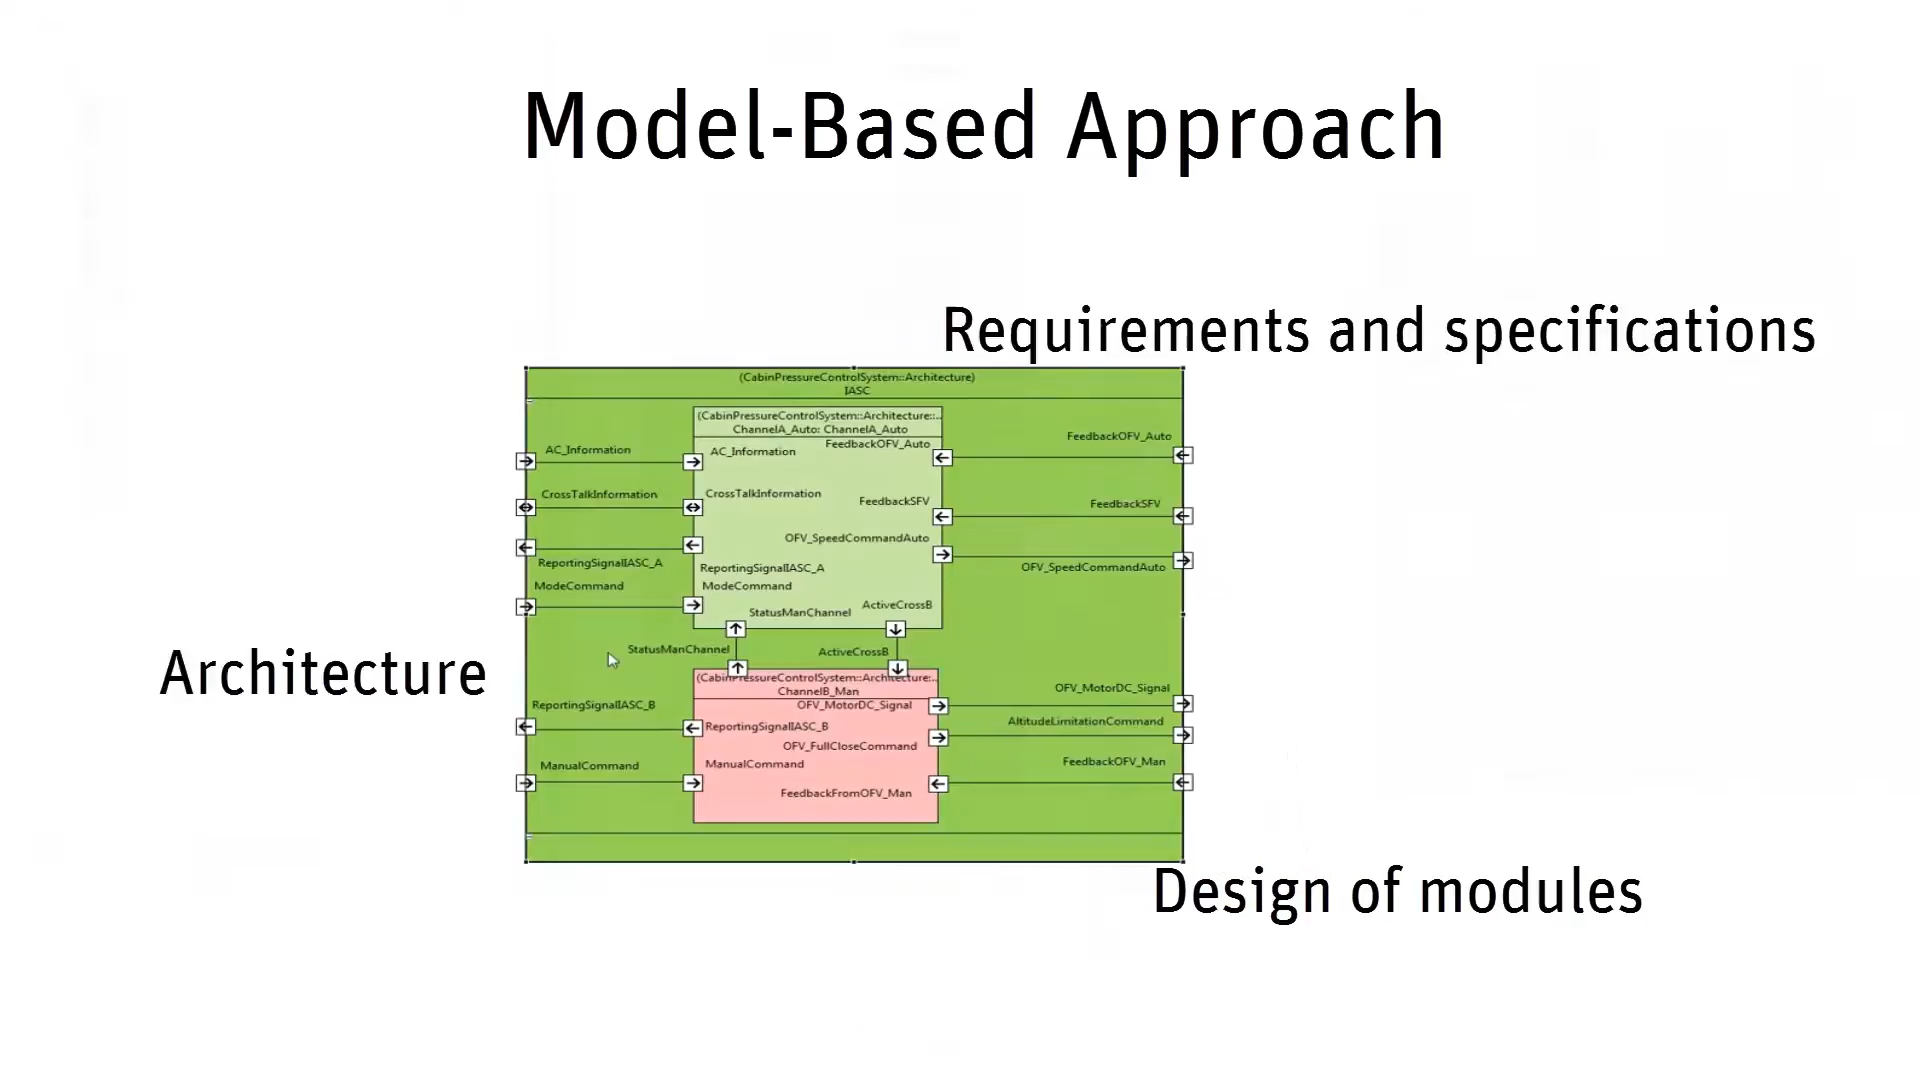 Model-Based Approach
Requirements and specifications
(CabinPressureControlSystem::Architecture)
IASC
(CabinPressureControlSystem::Architecture::..
ChannelA_Auto: ChannelA_Auto
FeedbackOFV_Auto
FeedbackOFV_Auto
AC_Information
AC_Information
CrossTalkInformation
CrossTalkInformation
FeedbackSFV
FeedbackSFV
OFV_SpeedCommandAuto
ReportingSignalIASC_A
ReportingSignalIASC_A
OFV_SpeedCommandAuto
ModeCommand
ModeCommand
StatusManChannel
ActiveCrossB
StatusManChannel
ActiveCrossB
Architecture
(CabinPressureControlSystem::Architecture:..
ChannelB_Man
OFV_MotorDC_Signal
ReportingSignalIASC_B
OFV_MotorDC_Signal
ReportingSignalIASC_B
AltitudeLimitationCommand
OFV_FullCloseCommand
ManualCommand
ManualCommand
FeedbackOFV_Man
FeedbackFromOFV_Man
Design of modules